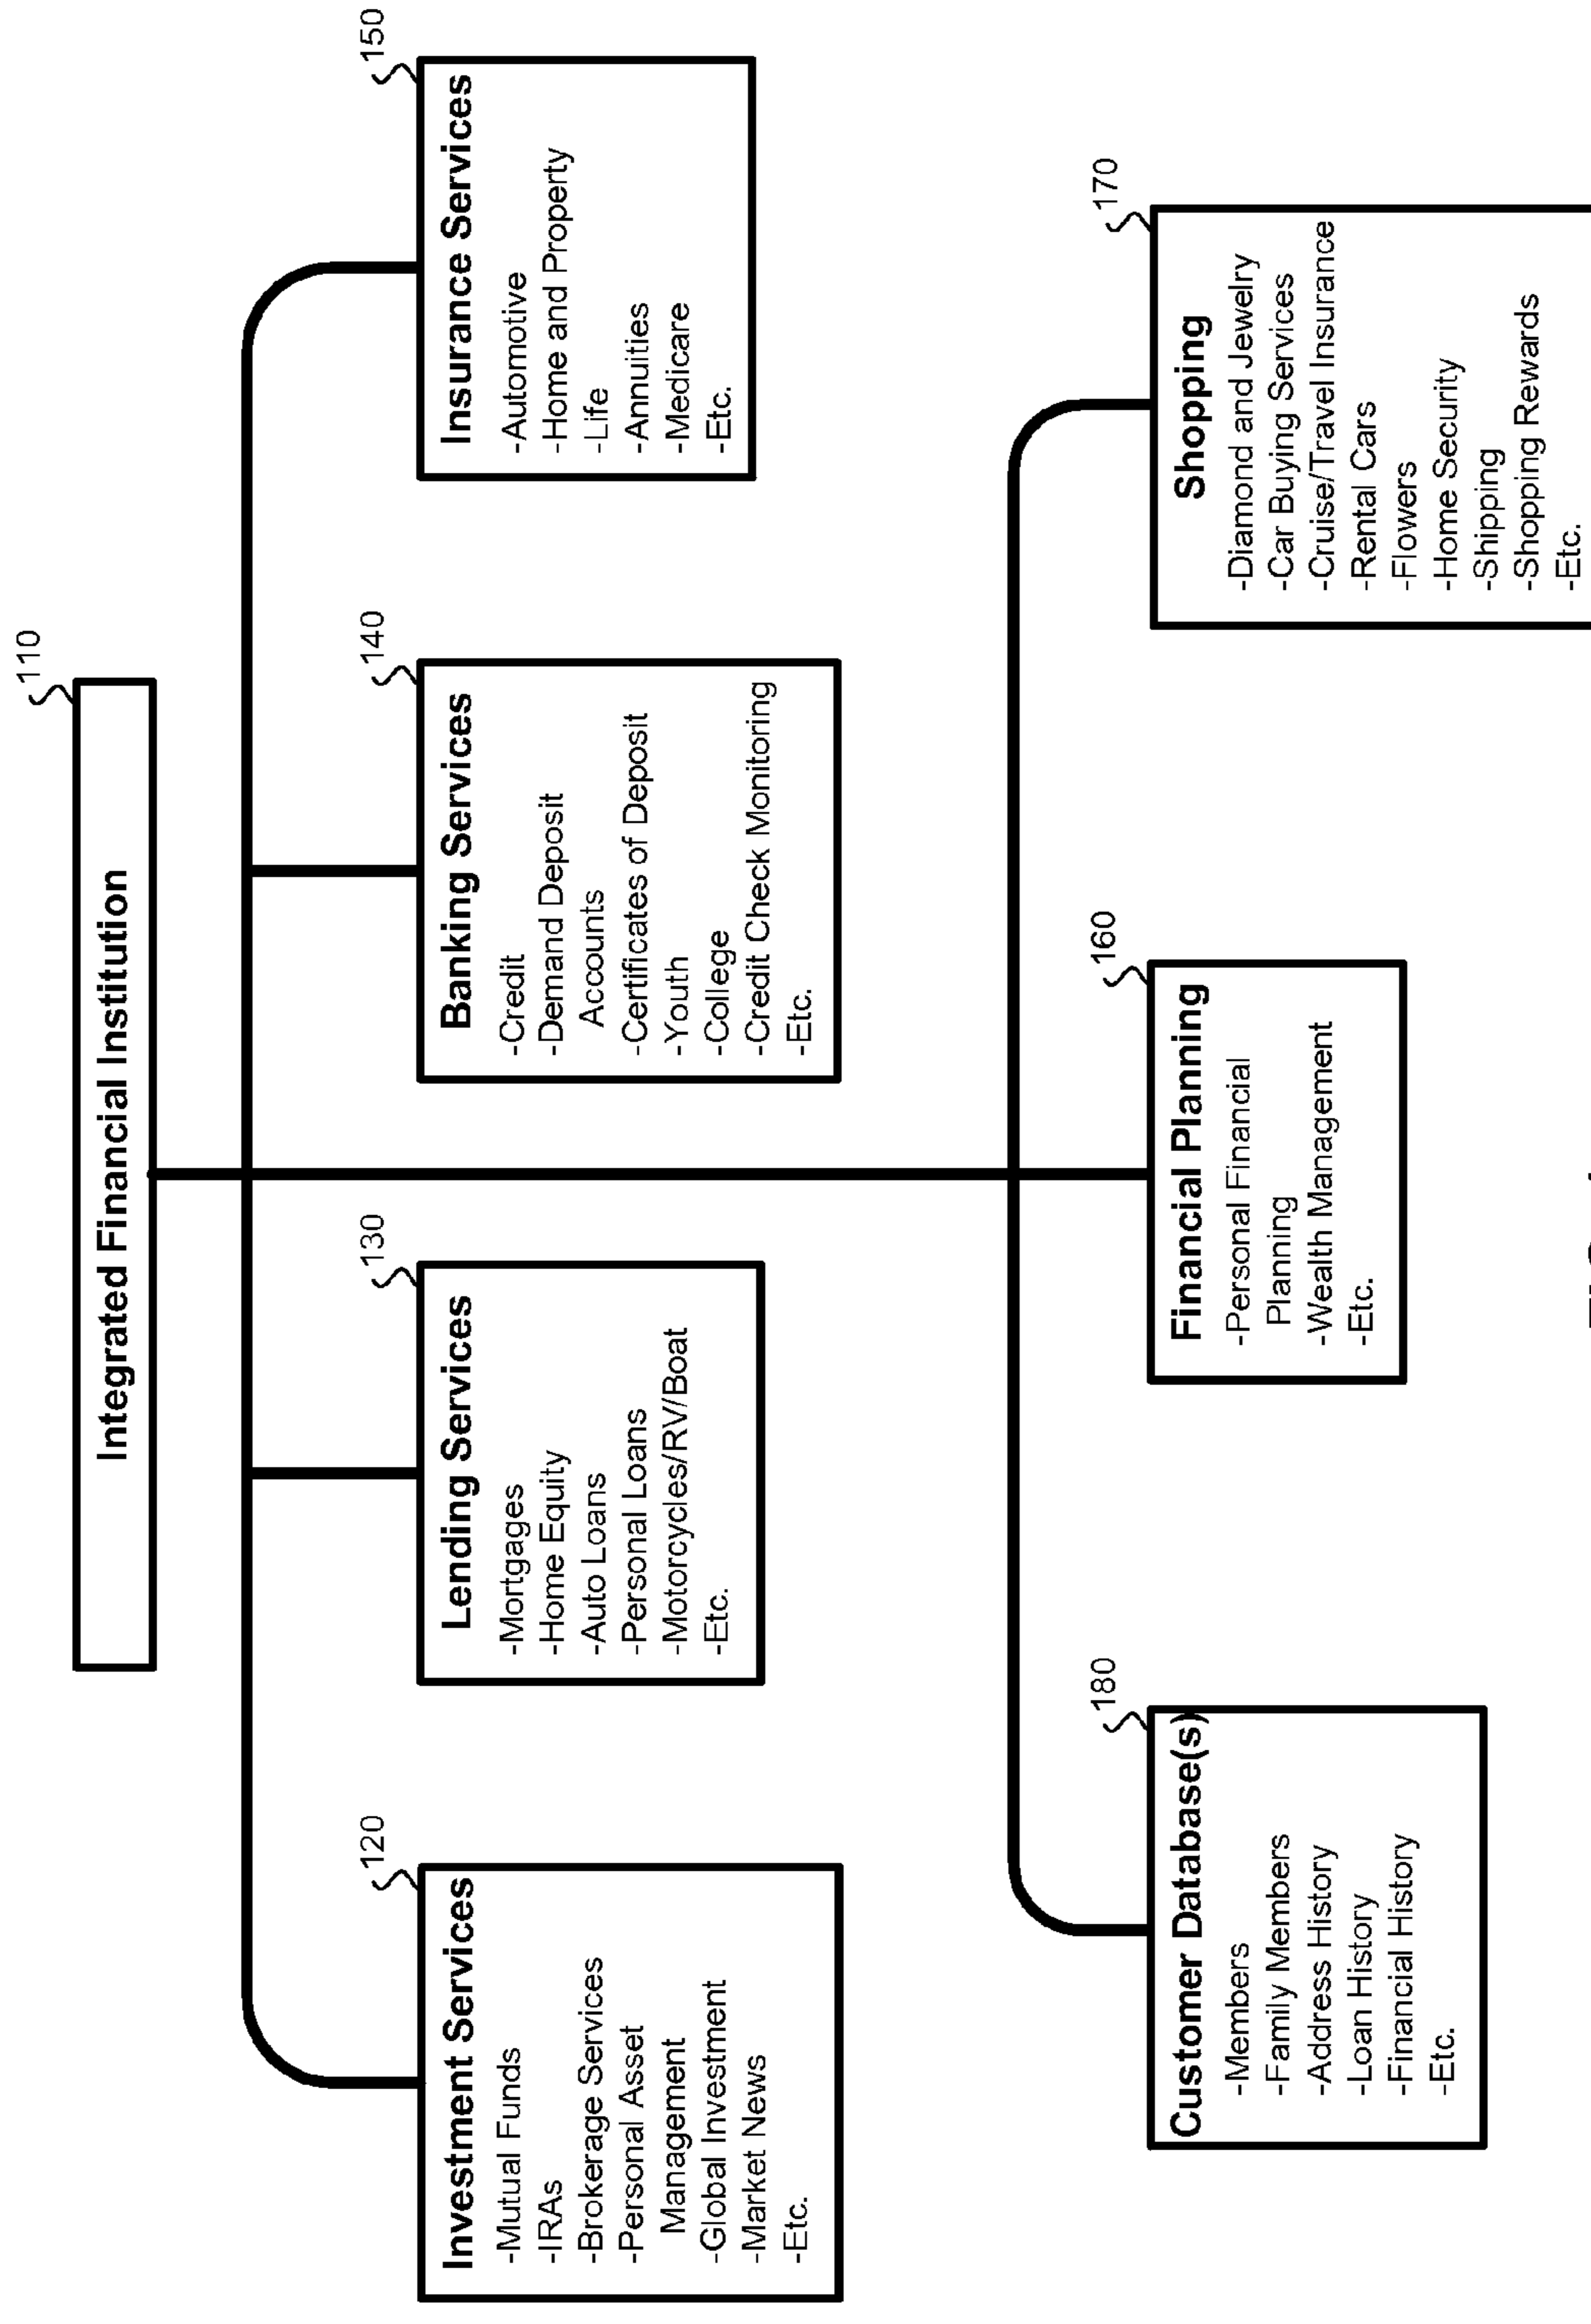 110
Integrated Financial Institution
120
Investment Services
-Mutual Funds
-IRAs
-Brokerage Services
-Personal Asset
Management
-Global Investment
-Market News
-Etc.
130
Lending Services
-Mortgages
-Home Equity
-Auto Loans
-Personal Loans
-Motorcycles/RV/Boat
-Etc.
140
Banking Services
-Credit
-Demand Deposit
Accounts
-Certificates of Deposit
-Youth
-College
-Credit Check Monitoring
-Etc.
150
Insurance Services
-Automotive
-Home and Property
-Life
-Annuities
-Medicare
-Etc.
180
Customer Database(s)
-Members
-Family Members
-Address History
-Loan History
-Financial History
-Etc.
160
Financial Planning
-Personal Financial
Planning
-Wealth Management
-Etc.
170
Shopping
-Diamond and Jewelry
-Car Buying Services
-Cruise/Travel Insurance
-Rental Cars
-Flowers
-Home Security
-Shipping
-Shopping Rewards
-Etc.